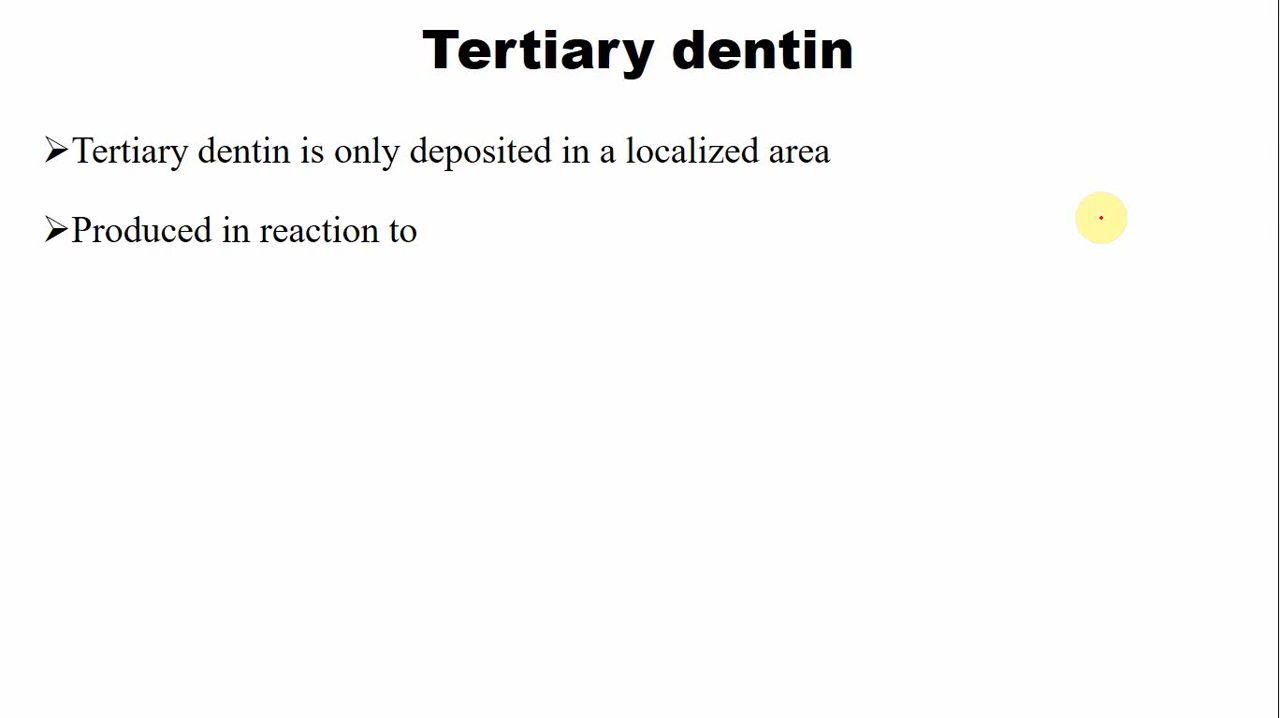 Tertiary dentin
➢Tertiary dentin is only deposited in a localized area
➢Produced in reaction to